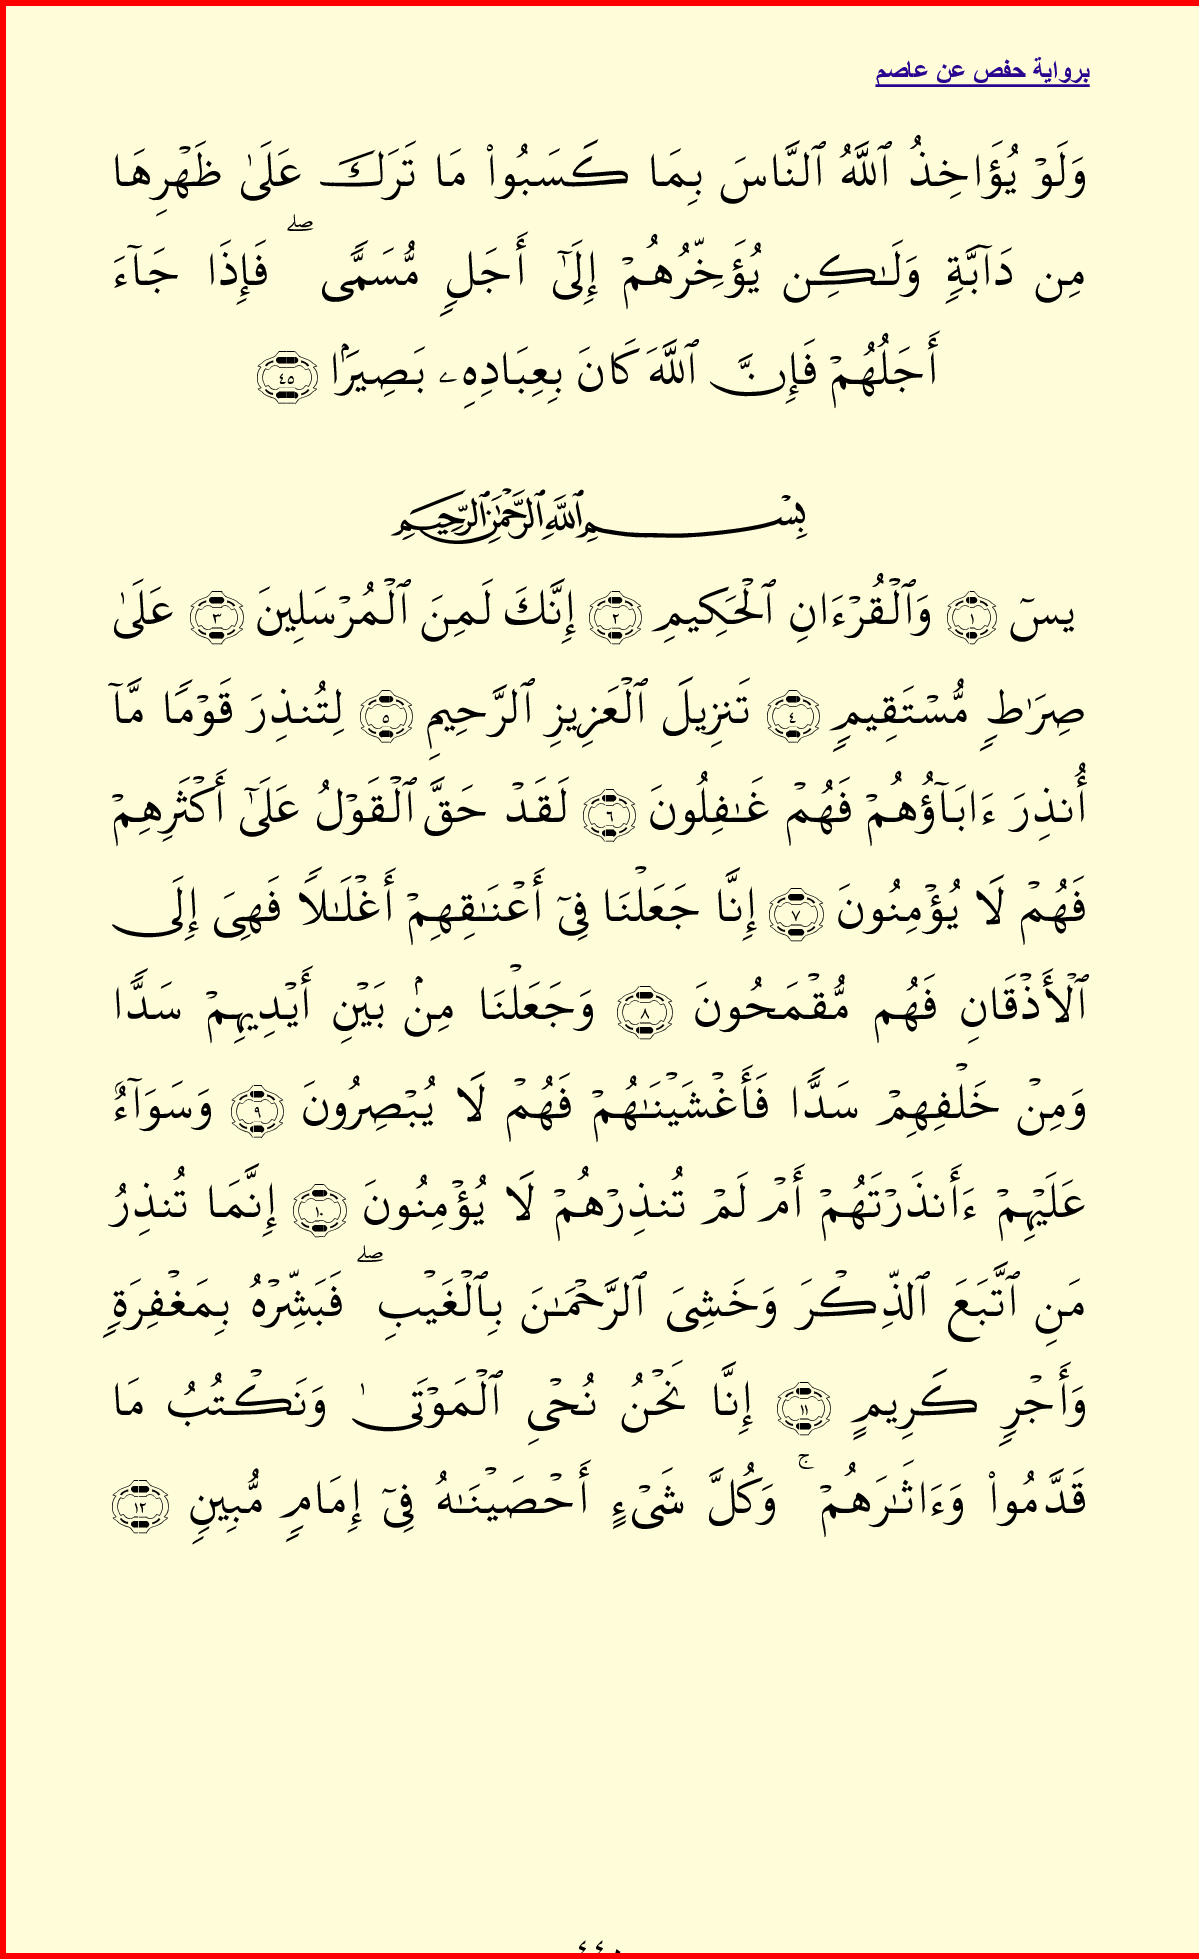 برواية حفص عن عاصم
وَلَوْ يُؤَاخِذُ ٱللَّهُ ٱلنَّاسَ بِمَا كَسَبُوا۟ مَا تَرَكَ عَلَىٰ ظَهْرِهَا
مِن دَآبَّةٍ وَلَـٰكِن يُؤَخِّرُهُمْ إِلَىٰٓ أَجَلٍ مُّسَمًّى ۖ فَإِذَا جَآءَ
أَجَلُهُمْ فَإِنَّ ٱللَّهَ كَانَ بِعِبَادِهِۦ بَصِيرًۢا ٤٥
بِسْمِ ٱللَّهِ ٱلرَّحْمَـٰنِ ٱلرَّحِيمِ
يسٓ ١ وَٱلْقُرْءَانِ ٱلْحَكِيمِ ٢ إِنَّكَ لَمِنَ ٱلْمُرْسَلِينَ ٣ عَلَىٰ
صِرَٰطٍ مُّسْتَقِيمٍ ٤ تَنزِيلَ ٱلْعَزِيزِ ٱلرَّحِيمِ ٥ لِتُنذِرَ قَوْمًا مَّآ
أُنذِرَ ءَابَآؤُهُمْ فَهُمْ غَـٰفِلُونَ ٦ لَقَدْ حَقَّ ٱلْقَوْلُ عَلَىٰٓ أَكْثَرِهِمْ
فَهُمْ لَا يُؤْمِنُونَ ٧ إِنَّا جَعَلْنَا فِىٓ أَعْنَـٰقِهِمْ أَغْلَـٰلًا فَهِىَ إِلَى
ٱلْأَذْقَانِ فَهُم مُّقْمَحُونَ ٨ وَجَعَلْنَا مِنۢ بَيْنِ أَيْدِيهِمْ سَدًّا
وَمِنْ خَلْفِهِمْ سَدًّا فَأَغْشَيْنَـٰهُمْ فَهُمْ لَا يُبْصِرُونَ ٩ وَسَوَآءٌ
عَلَيْهِمْ ءَأَنذَرْتَهُمْ أَمْ لَمْ تُنذِرْهُمْ لَا يُؤْمِنُونَ ١٠ إِنَّمَا تُنذِرُ
مَنِ ٱتَّبَعَ ٱلذِّكْرَ وَخَشِىَ ٱلرَّحْمَـٰنَ بِٱلْغَيْبِ ۖ فَبَشِّرْهُ بِمَغْفِرَةٍ
وَأَجْرٍ كَرِيمٍ ١١ إِنَّا نَحْنُ نُحْىِ ٱلْمَوْتَىٰ وَنَكْتُبُ مَا
قَدَّمُوا۟ وَءَاثَـٰرَهُمْ ۚ وَكُلَّ شَىْءٍ أَحْصَيْنَـٰهُ فِىٓ إِمَامٍ مُّبِينٍ ١٢